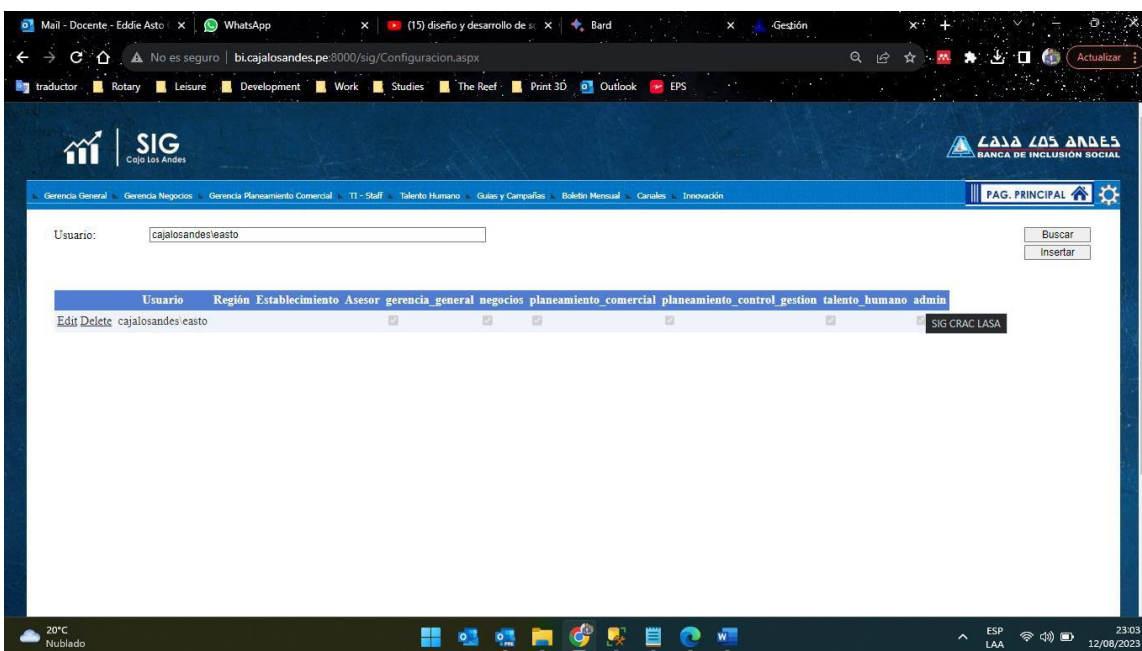 Mail - Docente - Eddie Asto WhatsApp (15) diseño y desarrollo de so Bard Gestión
No es seguro bi.cajalosandes.pe:8000/sig/Configuracion.aspx Actualizar
traductor Rotary Leisure Development Work Studies The Reef Print 3D Outlook EPS
SIG
Caja Los Andes
CAJA LOS ANDES
BANCA DE INCLUSIÓN SOCIAL
Gerencia General Gerencia Negocios Gerencia Planeamiento Comercial TI - Staff Talento Humano Guias y Campañas Boletin Mensual Canales Innovación PAG. PRINCIPAL
Usuario: cajalosandes\easto Buscar
Insertar
Usuario Región Establecimiento Asesor gerencia_general negocios planeamiento_comercial planeamiento_control_gestion talento_humano admin
Edit Delete cajalosandes\easto
SIG CRAC LASA
20°C
Nublado
ESP
LAA
23:03
12/08/2023